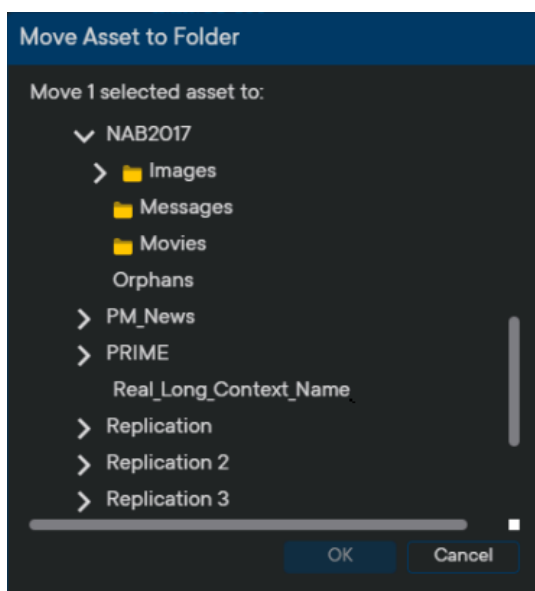 Move Asset to Folder
Move 1 selected asset to:
NAB2017
Images
Messages
Movies
Orphans
PM_News
PRIME
Real_Long_Context_Name
Replication
Replication 2
Replication 3
OK Cancel